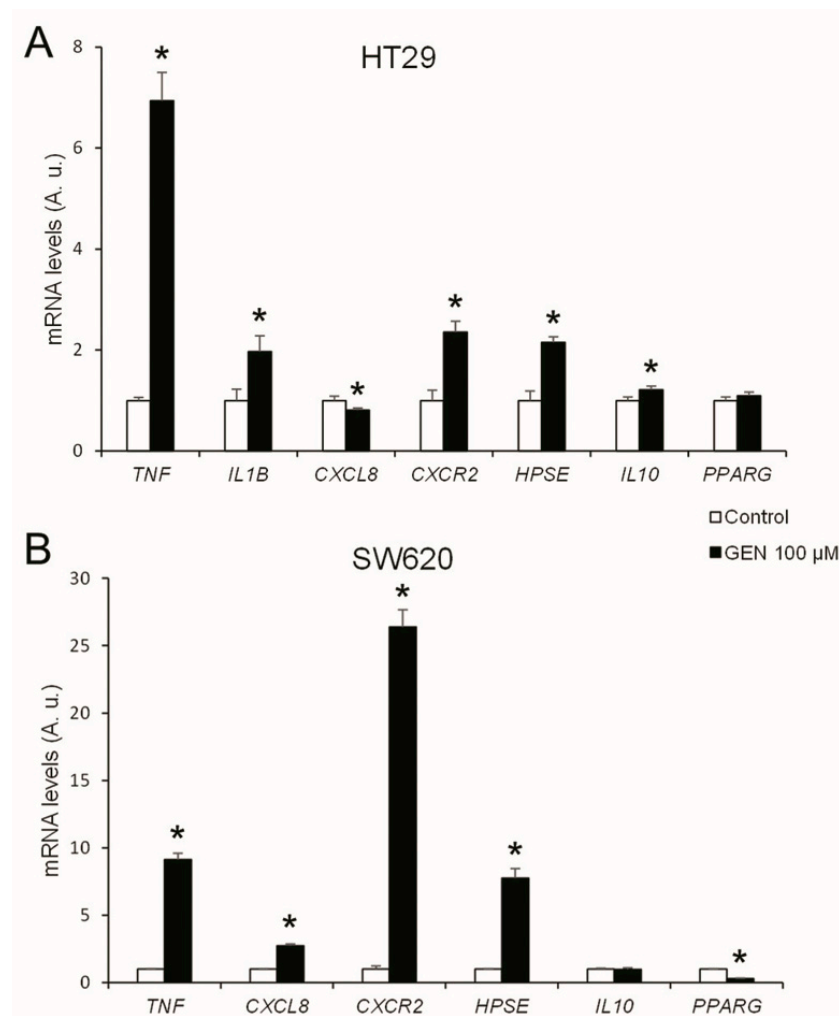 A
HT29
8
6
4
2
0
mRNA levels (A. u.)
*
*
*
*
*
*
TNF IL1B CXCL8 CXCR2 HPSE IL10 PPARG
Control
GEN 100 µM
B
SW620
30
25
20
15
10
5
0
mRNA levels (A. u.)
*
*
*
*
*
TNF CXCL8 CXCR2 HPSE IL10 PPARG